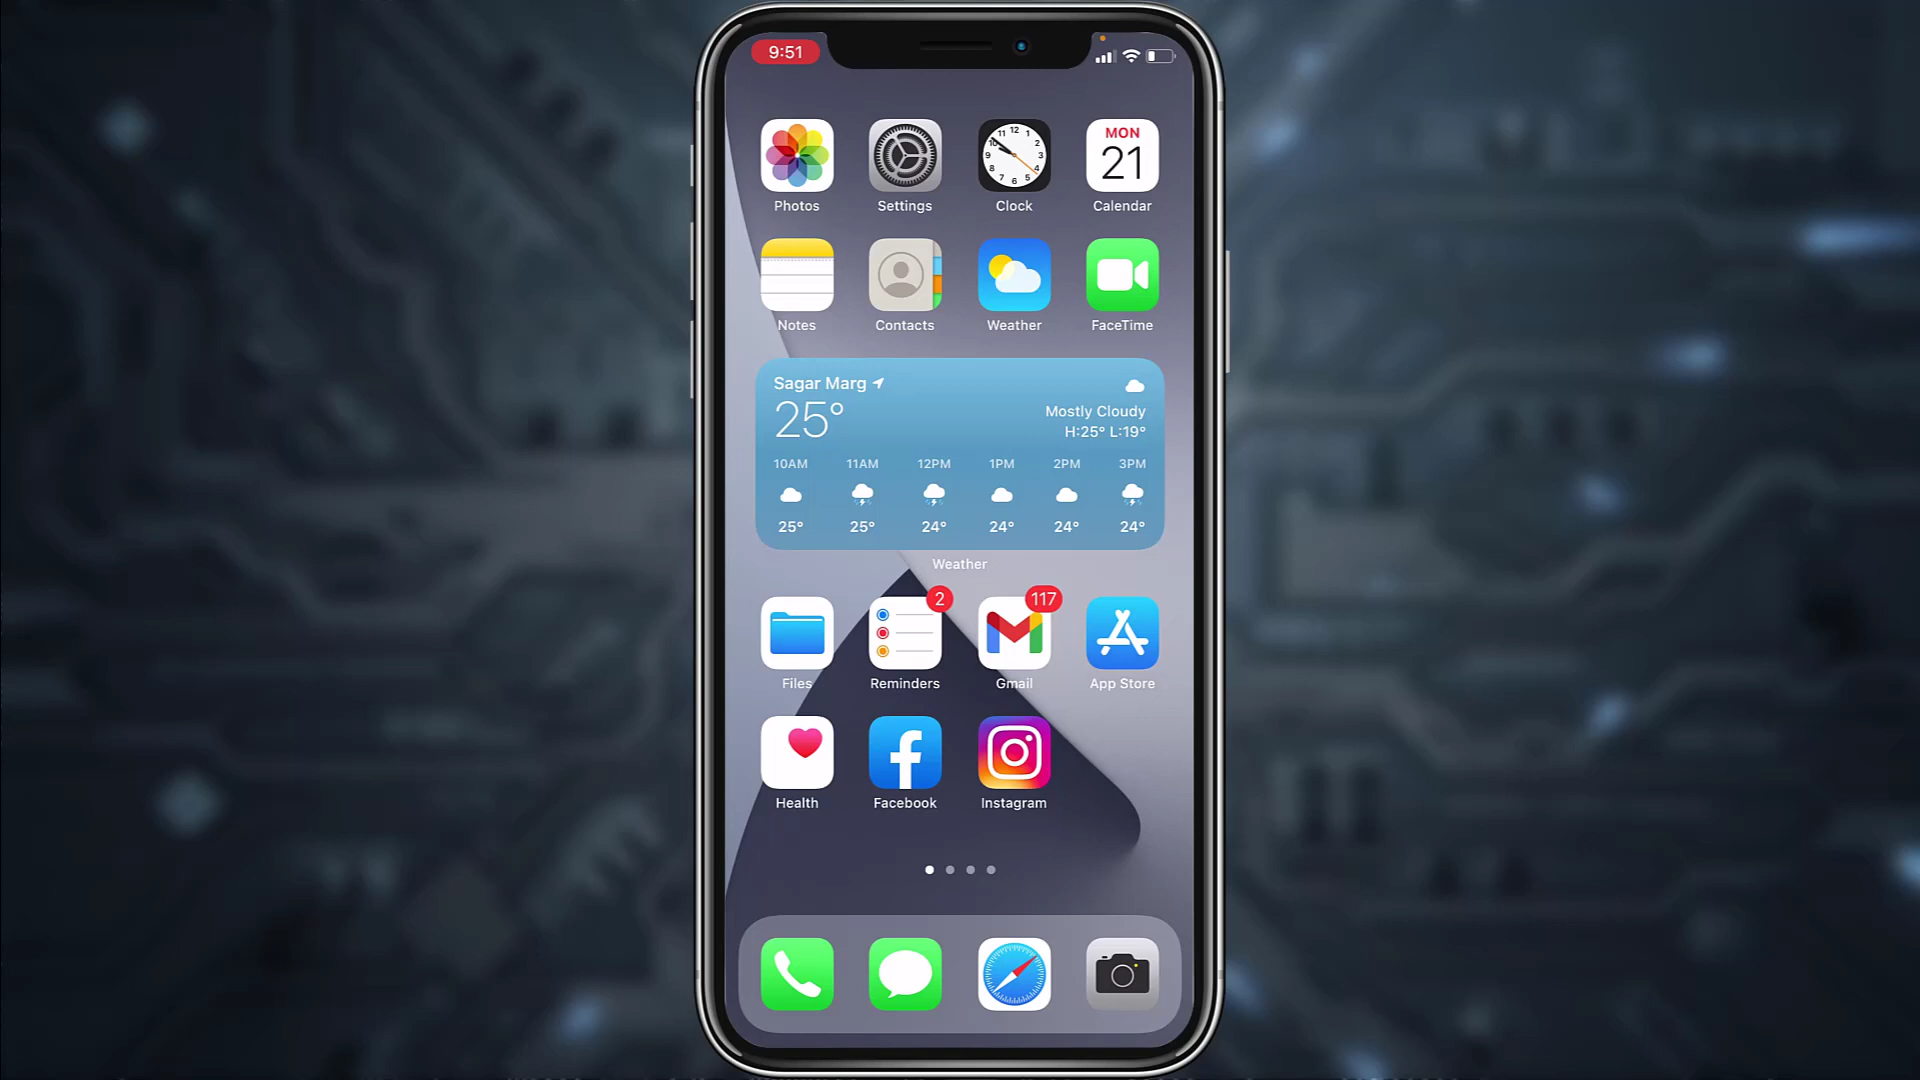 9:51
MON
21
Photos Settings Clock Calendar
Notes Contacts Weather FaceTime
Sagar Marg
25°
Mostly Cloudy
H:25° L:19°
10AM 11AM 12PM 1PM 2PM 3PM
25° 25° 24° 24° 24° 24°
Weather
2 117
Files Reminders Gmail App Store
Health Facebook Instagram